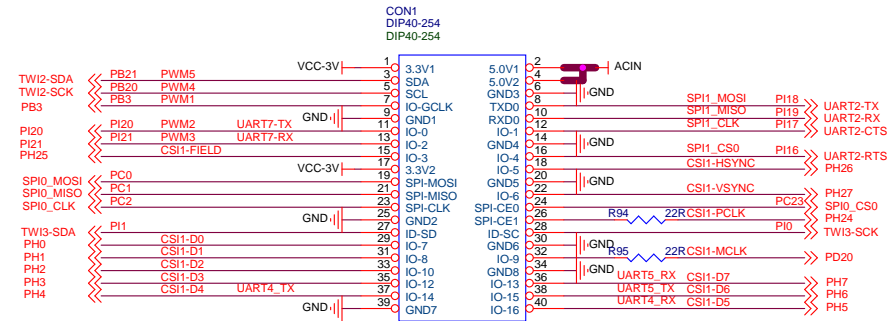 CON1
DIP40-254
DIP40-254
VCC-3V 1 3.3V1 5.0V1 2 ACIN
TWI2-SDA PB21 PWM5 3 SDA 5.0V2 4
TWI2-SCK PB20 PWM4 5 SCL GND3 6 GND
PB3 PB3 PWM1 7 IO-GCLK TXD0 8 SPI1_MOSI PI18 UART2-TX
GND 9 GND1 RXD0 10 SPI1_MISO PI19 UART2-RX
PI20 PI20 PWM2 UART7-TX 11 IO-0 IO-1 12 SPI1_CLK PI17 UART2-CTS
PI21 PI21 PWM3 UART7-RX 13 IO-2 GND4 14 GND
PH25 CSI1-FIELD 15 IO-3 IO-4 16 SPI1_CS0 PI16 UART2-RTS
VCC-3V 17 3.3V2 IO-5 18 CSI1-HSYNC PH26
SPI0_MOSI PC0 19 SPI-MOSI GND5 20 GND
SPI0_MISO PC1 21 SPI-MISO IO-6 22 CSI1-VSYNC PH27
SPI0_CLK PC2 23 SPI-CLK SPI-CE0 24 PC23 SPI0_CS0
GND 25 GND2 SPI-CE1 26 R94 22R CSI1-PCLK PH24
TWI3-SDA PI1 27 ID-SD ID-SC 28 PI0 TWI3-SCK
PH0 CSI1-D0 29 IO-7 GND6 30 GND
PH1 CSI1-D1 31 IO-8 IO-9 32 R95 22R CSI1-MCLK PD20
PH2 CSI1-D2 33 IO-10 GND8 34 GND
PH3 CSI1-D3 35 IO-12 IO-13 36 UART5_RX CSI1-D7 PH7
PH4 CSI1-D4 UART4_TX 37 IO-14 IO-15 38 UART5_TX CSI1-D6 PH6
GND 39 GND7 IO-16 40 UART4_RX CSI1-D5 PH5